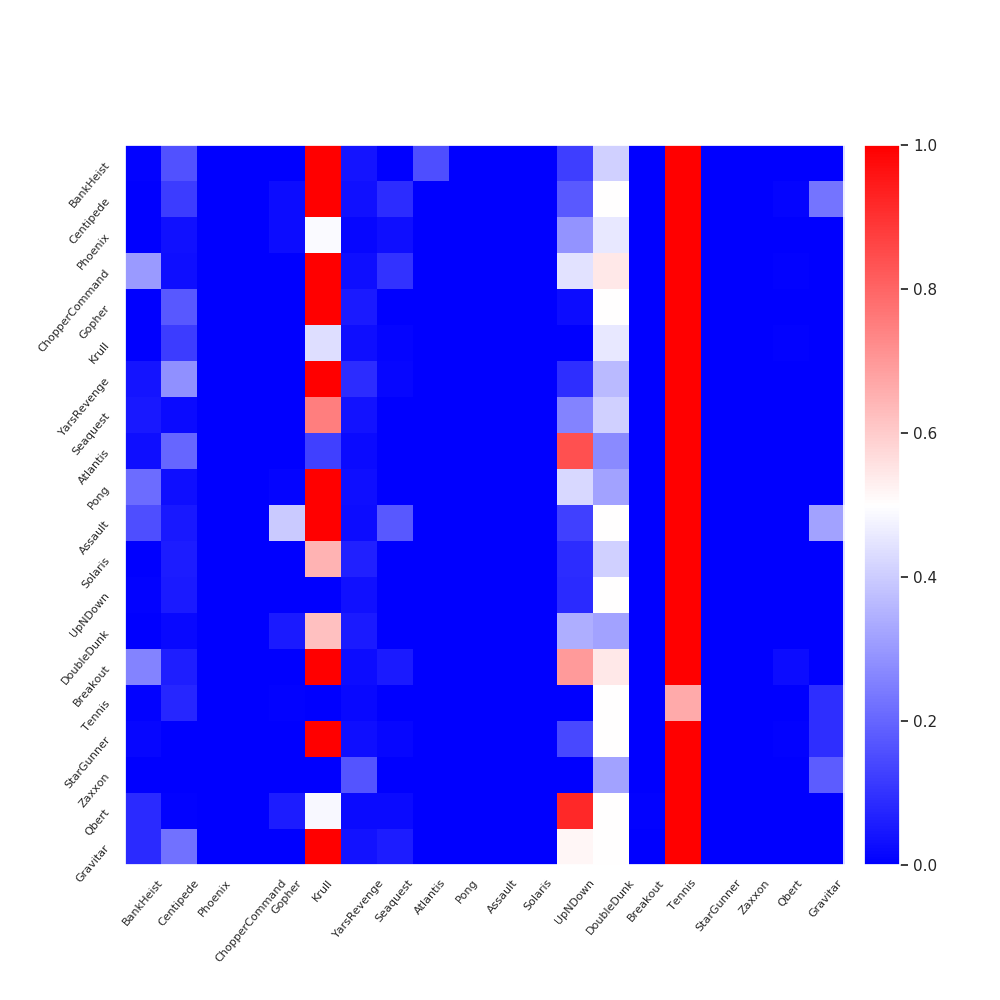 BankHeist
Centipede
Phoenix
ChopperCommand
Gopher
Krull
YarsRevenge
Seaquest
Atlantis
Pong
Assault
Solaris
UpNDown
DoubleDunk
Breakout
Tennis
StarGunner
Zaxxon
Qbert
Gravitar
BankHeist Centipede Phoenix ChopperCommand Gopher Krull YarsRevenge Seaquest Atlantis Pong Assault Solaris UpNDown DoubleDunk Breakout Tennis StarGunner Zaxxon Qbert Gravitar
1.0
0.8
0.6
0.4
0.2
0.0